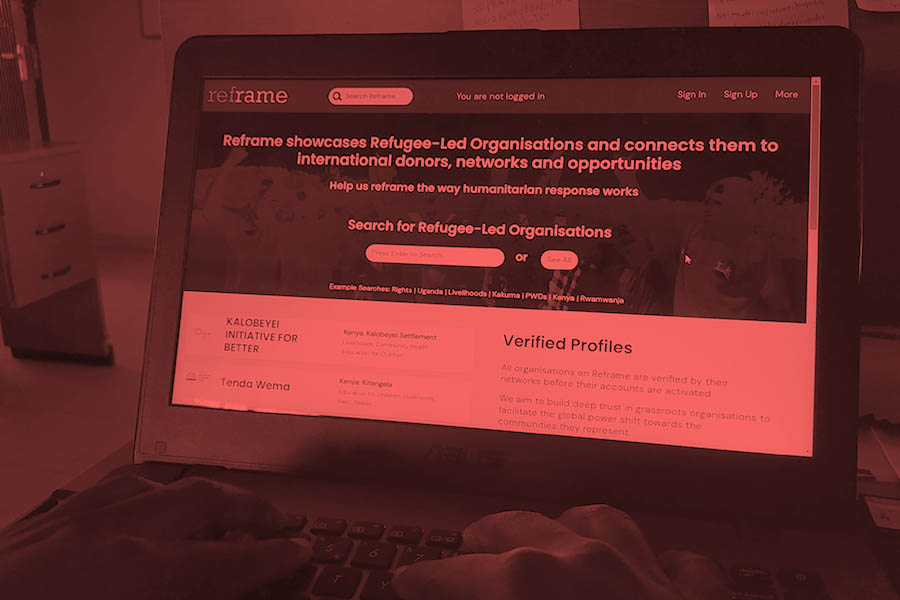 reframe
Search Reframe
You are not logged in
Sign In Sign Up More
Reframe showcases Refugee-Led Organisations and connects them to
international donors, networks and opportunities
Help us reframe the way humanitarian response works
Search for Refugee-Led Organisations
Press Enter to Search
or
See All
Example Searches: Rights | Uganda | Livelihoods | Kakuma | PWDs | Kenya | Rwamwanja
KALOBEYEI
INITIATIVE FOR
BETTER
Kenya: Kalobeyei Settlement
Livelihoods, Community Health
Education for Children
Tenda Wema
Kenya: Kitengela
Education for Children, Livelihoods
Basic Needs
Verified Profiles
All organisations on Reframe are verified by their
networks before their accounts are activated
We aim to build deep trust in grassroots organisations to
facilitate the global power shift towards the
communities they represent.
5 6 7
T Y